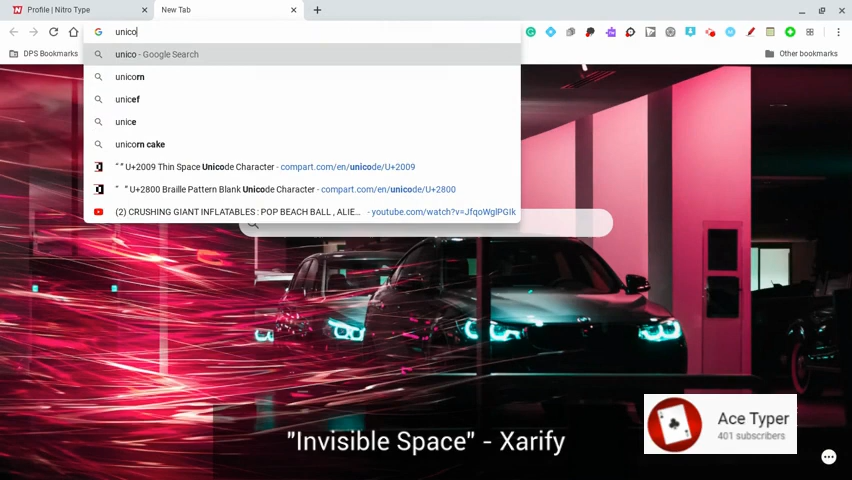 Profile | Nitro Type
New Tab
unico
DPS Bookmarks
Other bookmarks
unico - Google Search
unicorn
unicef
unice
unicorn cake
“ ” U+2009 Thin Space Unicode Character - compart.com/en/unicode/U+2009
“⠀” U+2800 Braille Pattern Blank Unicode Character - compart.com/en/unicode/U+2800
(2) CRUSHING GIANT INFLATABLES : POP BEACH BALL , ALIE... - youtube.com/watch?v=JfqoWglPGIk
Ace Typer
401 subscribers
"Invisible Space" - Xarify